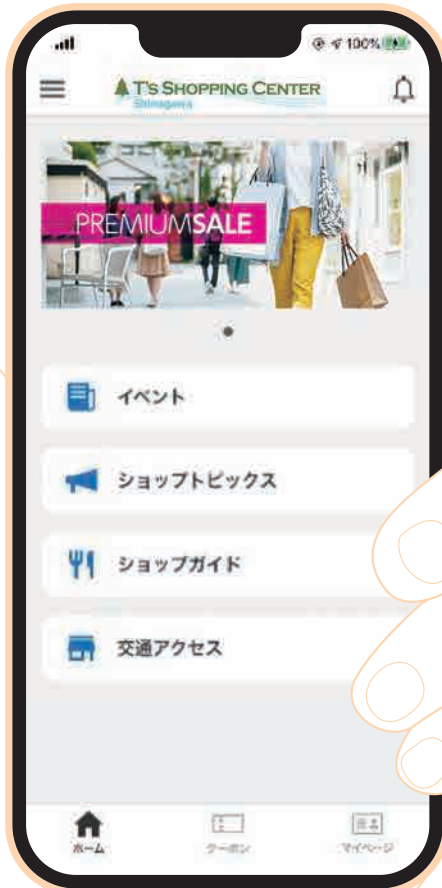 100%
T's SHOPPING CENTER
Shinagawa
PREMIUMSALE
イベント
ショップトピックス
ショップガイド
交通アクセス
ホーム
クーポン
マイページ